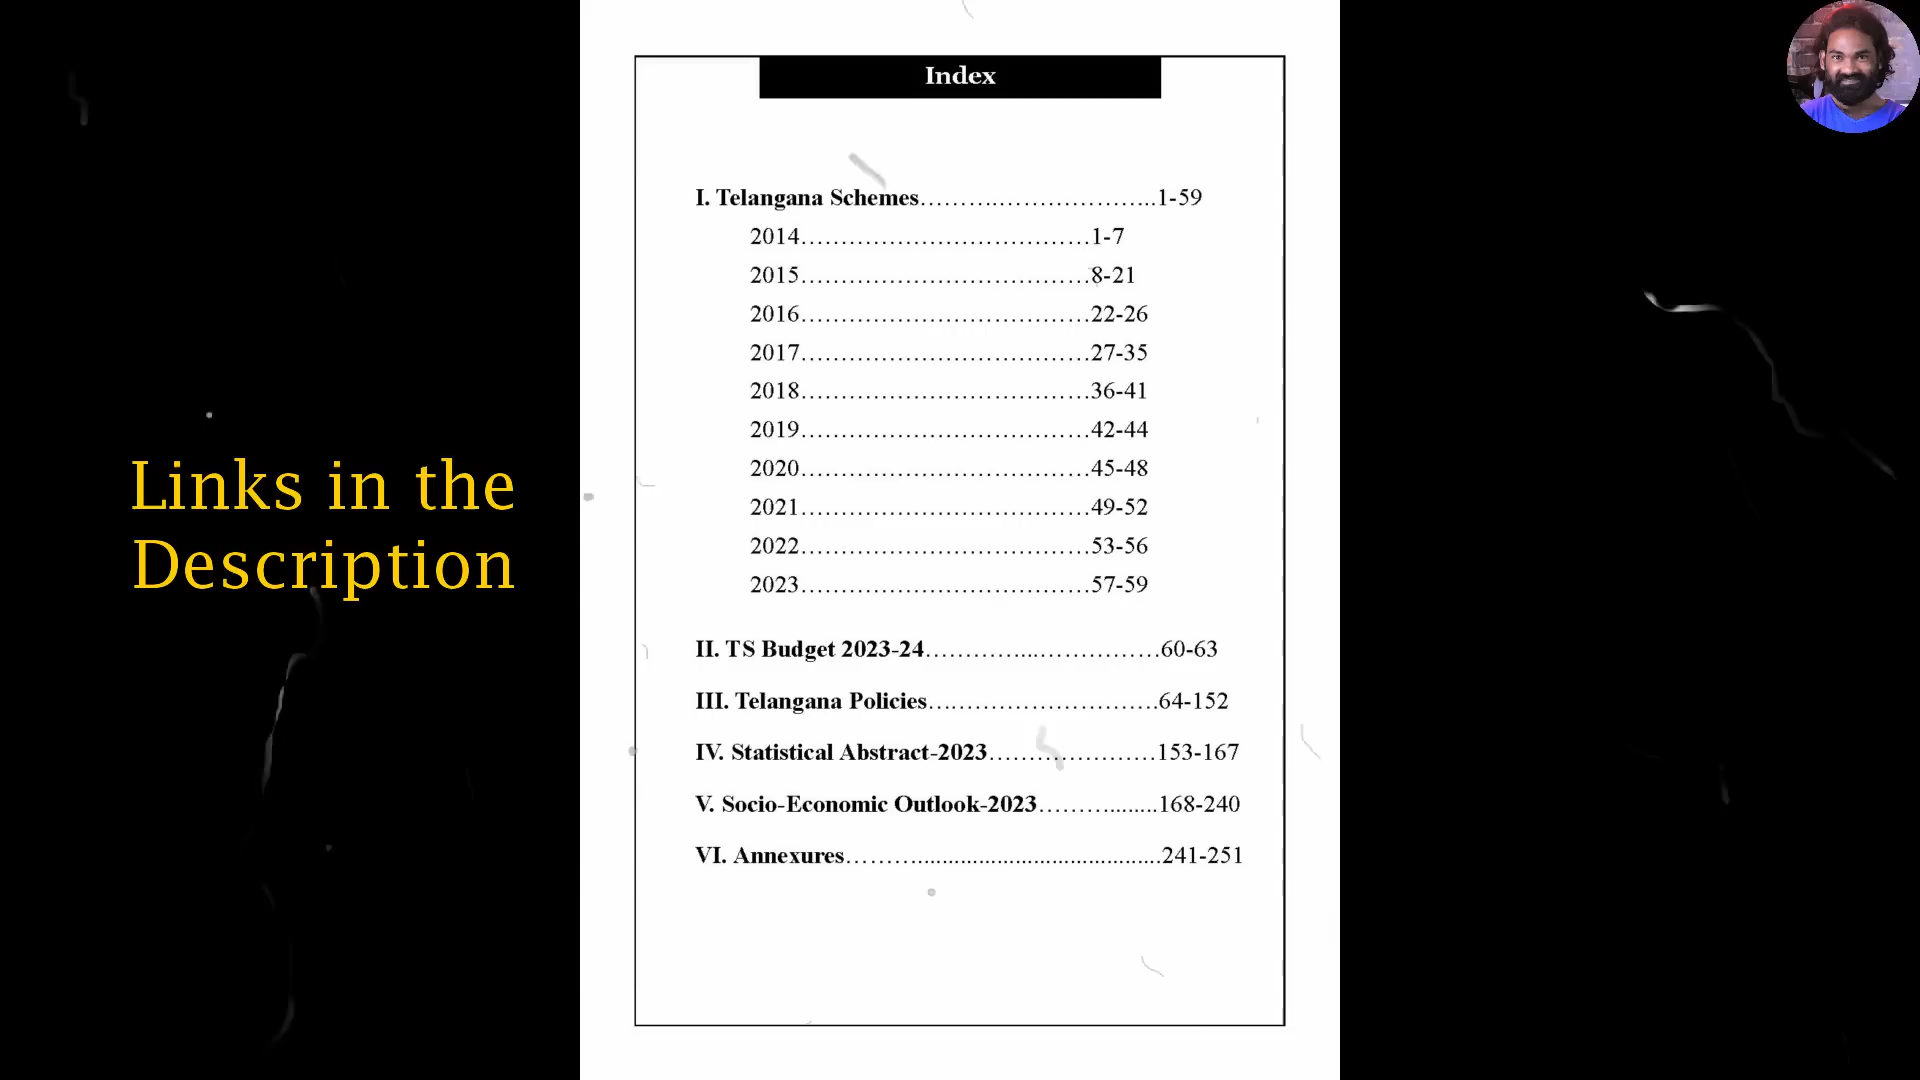 Index
I. Telangana Schemes..............................1-59
2014....................................1-7
2015....................................8-21
2016....................................22-26
2017....................................27-35
2018....................................36-41
2019....................................42-44
2020....................................45-48
2021....................................49-52
2022....................................53-56
2023....................................57-59
II. TS Budget 2023-24..............................60-63
III. Telangana Policies.............................64-152
IV. Statistical Abstract-2023.....................153-167
V. Socio-Economic Outlook-2023.................168-240
VI. Annexures................................................241-251
Links in the
Description